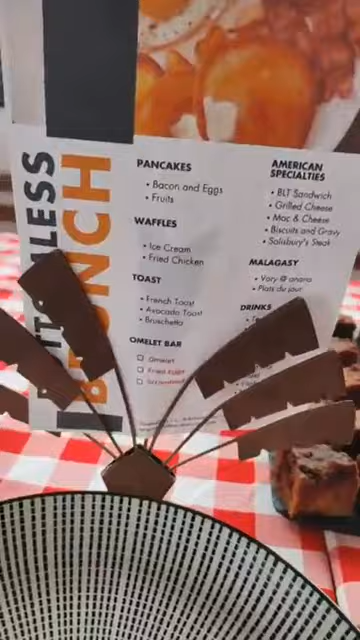 BRUNCH
PANCAKES
• Bacon and Eggs
• Fruits
WAFFLES
• Ice Cream
• Fried Chicken
TOAST
• French Toast
• Avocado Toast
• Bruschetta
OMELET BAR
Omelet
Fried Eggs
AMERICAN
SPECIALTIES
• BLT Sandwich
• Grilled Cheese
• Mac & Cheese
• Biscuits and Gravy
• Salisbury's Steak
MALAGASY
• Vary @ anana
• Plats du jour
DRINKS